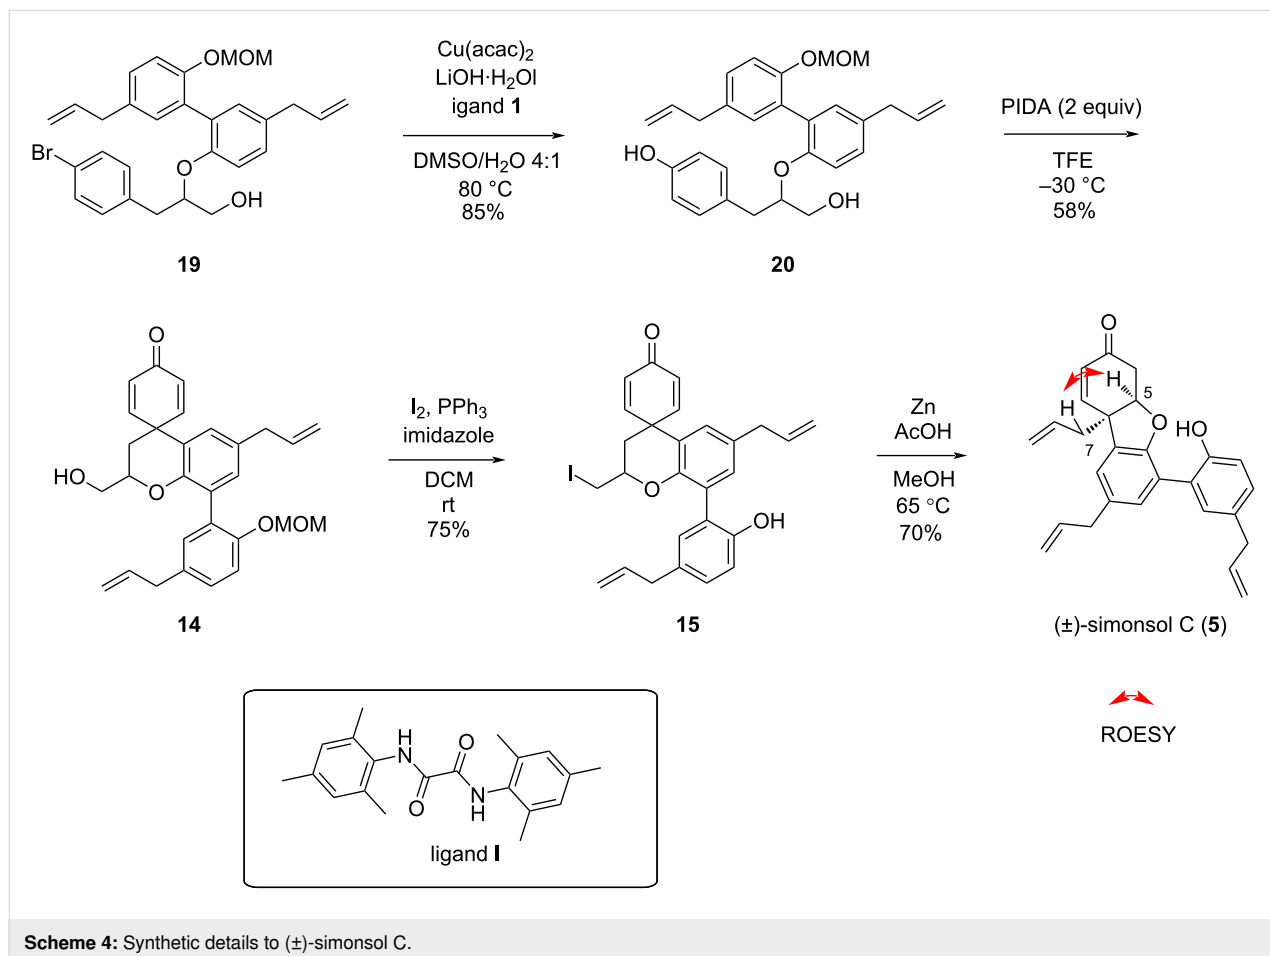 OMOM
Br
O
OH
19
Cu(acac)2
LiOH·H2Ol
igand 1
DMSO/H2O 4:1
80 °C
85%
OMOM
HO
O
OH
20
PIDA (2 equiv)
TFE
–30 °C
58%
O
HO
O
OMOM
14
I2, PPh3
imidazole
DCM
rt
75%
O
I
O
OH
15
Zn
AcOH
MeOH
65 °C
70%
O
H
5
H
O
HO
7
(±)-simonsol C (5)
ROESY
H
N
O
O
N
H
ligand I
Scheme 4: Synthetic details to (±)-simonsol C.